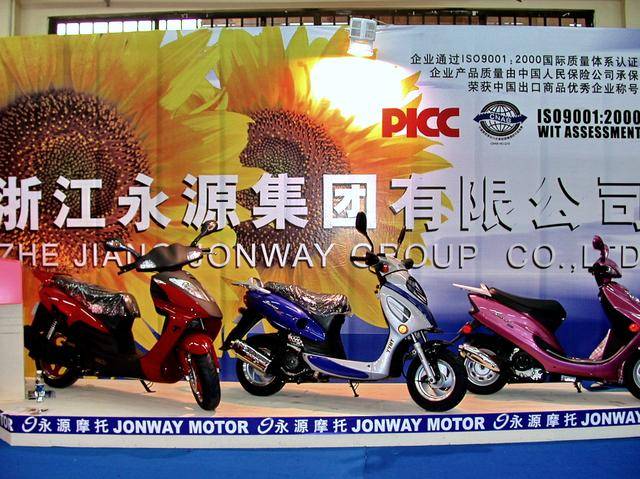 企业通过ISO9001:2000国际质量体系认证
企业产品质量由中国人民保险公司承保
荣获中国出口商品优秀企业称号
PICC
ISO9001:2000
WIT ASSESSMENT
浙江永源集团有限公司
ZHE JIANG JONWAY GROUP CO.,LTD
TOR 永源摩托 JONWAY MOTOR 永源摩托 JONWAY MOTOR 永源摩托 JONWAY